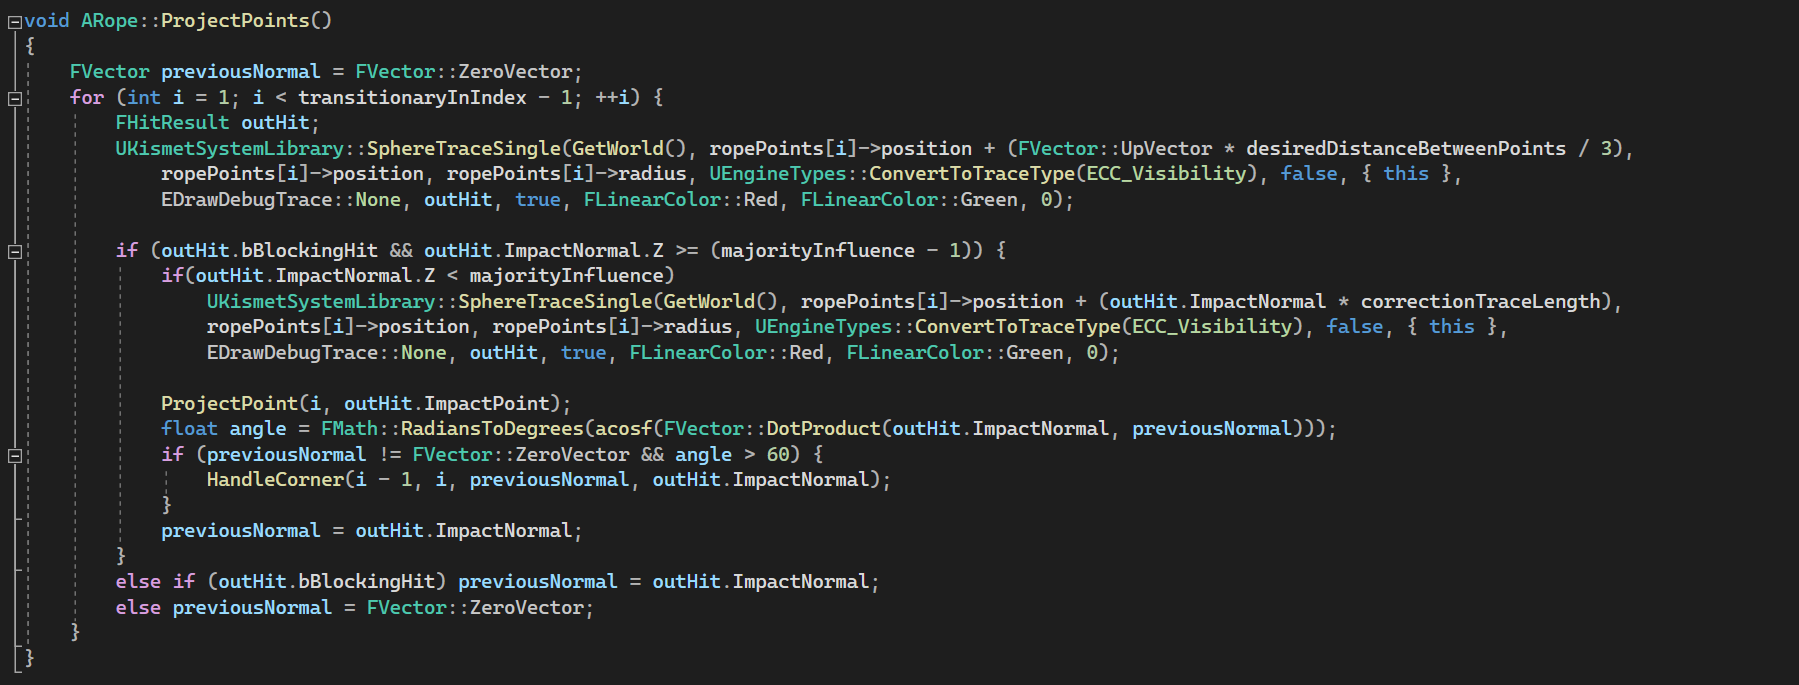 void ARope::ProjectPoints()
{
    FVector previousNormal = FVector::ZeroVector;
    for (int i = 1; i < transitionaryInIndex - 1; ++i) {
        FHitResult outHit;
        UKismetSystemLibrary::SphereTraceSingle(GetWorld(), ropePoints[i]->position + (FVector::UpVector * desiredDistanceBetweenPoints / 3),
            ropePoints[i]->position, ropePoints[i]->radius, UEngineTypes::ConvertToTraceType(ECC_Visibility), false, { this },
            EDrawDebugTrace::None, outHit, true, FLinearColor::Red, FLinearColor::Green, 0);

        if (outHit.bBlockingHit && outHit.ImpactNormal.Z >= (majorityInfluence - 1)) {
            if(outHit.ImpactNormal.Z < majorityInfluence)
                UKismetSystemLibrary::SphereTraceSingle(GetWorld(), ropePoints[i]->position + (outHit.ImpactNormal * correctionTraceLength),
                ropePoints[i]->position, ropePoints[i]->radius, UEngineTypes::ConvertToTraceType(ECC_Visibility), false, { this },
                EDrawDebugTrace::None, outHit, true, FLinearColor::Red, FLinearColor::Green, 0);

            ProjectPoint(i, outHit.ImpactPoint);
            float angle = FMath::RadiansToDegrees(acosf(FVector::DotProduct(outHit.ImpactNormal, previousNormal)));
            if (previousNormal != FVector::ZeroVector && angle > 60) {
                HandleCorner(i - 1, i, previousNormal, outHit.ImpactNormal);
            }
            previousNormal = outHit.ImpactNormal;
        }
        else if (outHit.bBlockingHit) previousNormal = outHit.ImpactNormal;
        else previousNormal = FVector::ZeroVector;
    }
}